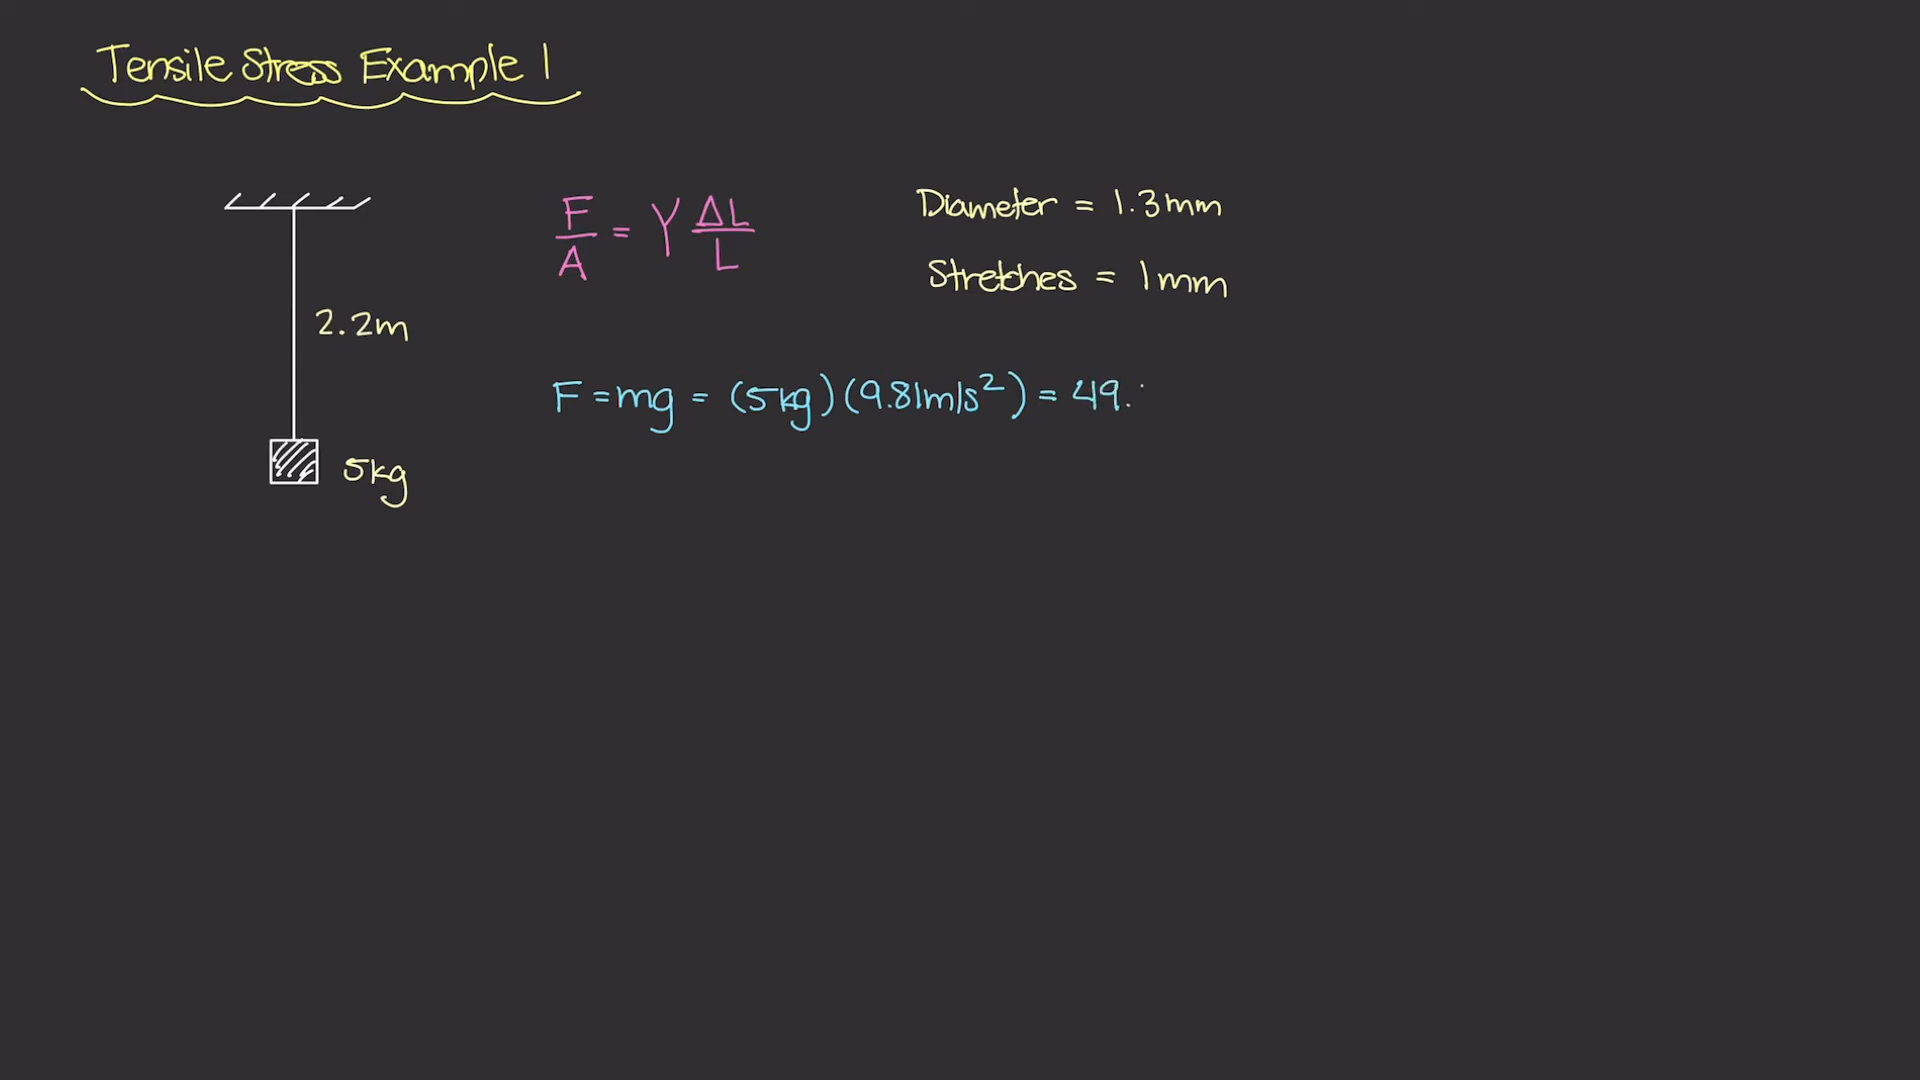 Tensile Stress Example 1
F/A = Y ΔL/L
Diameter = 1.3mm
Stretches = 1mm
2.2m
F = mg = (5kg)(9.81m/s²) = 49.
5kg